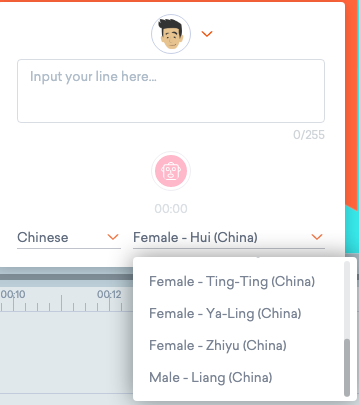 Input your line here...
0/255
00:00
Chinese
Female - Hui (China)
Female - Ting-Ting (China)
00:10 00:12
Female - Ya-Ling (China)
Female - Zhiyu (China)
Male - Liang (China)